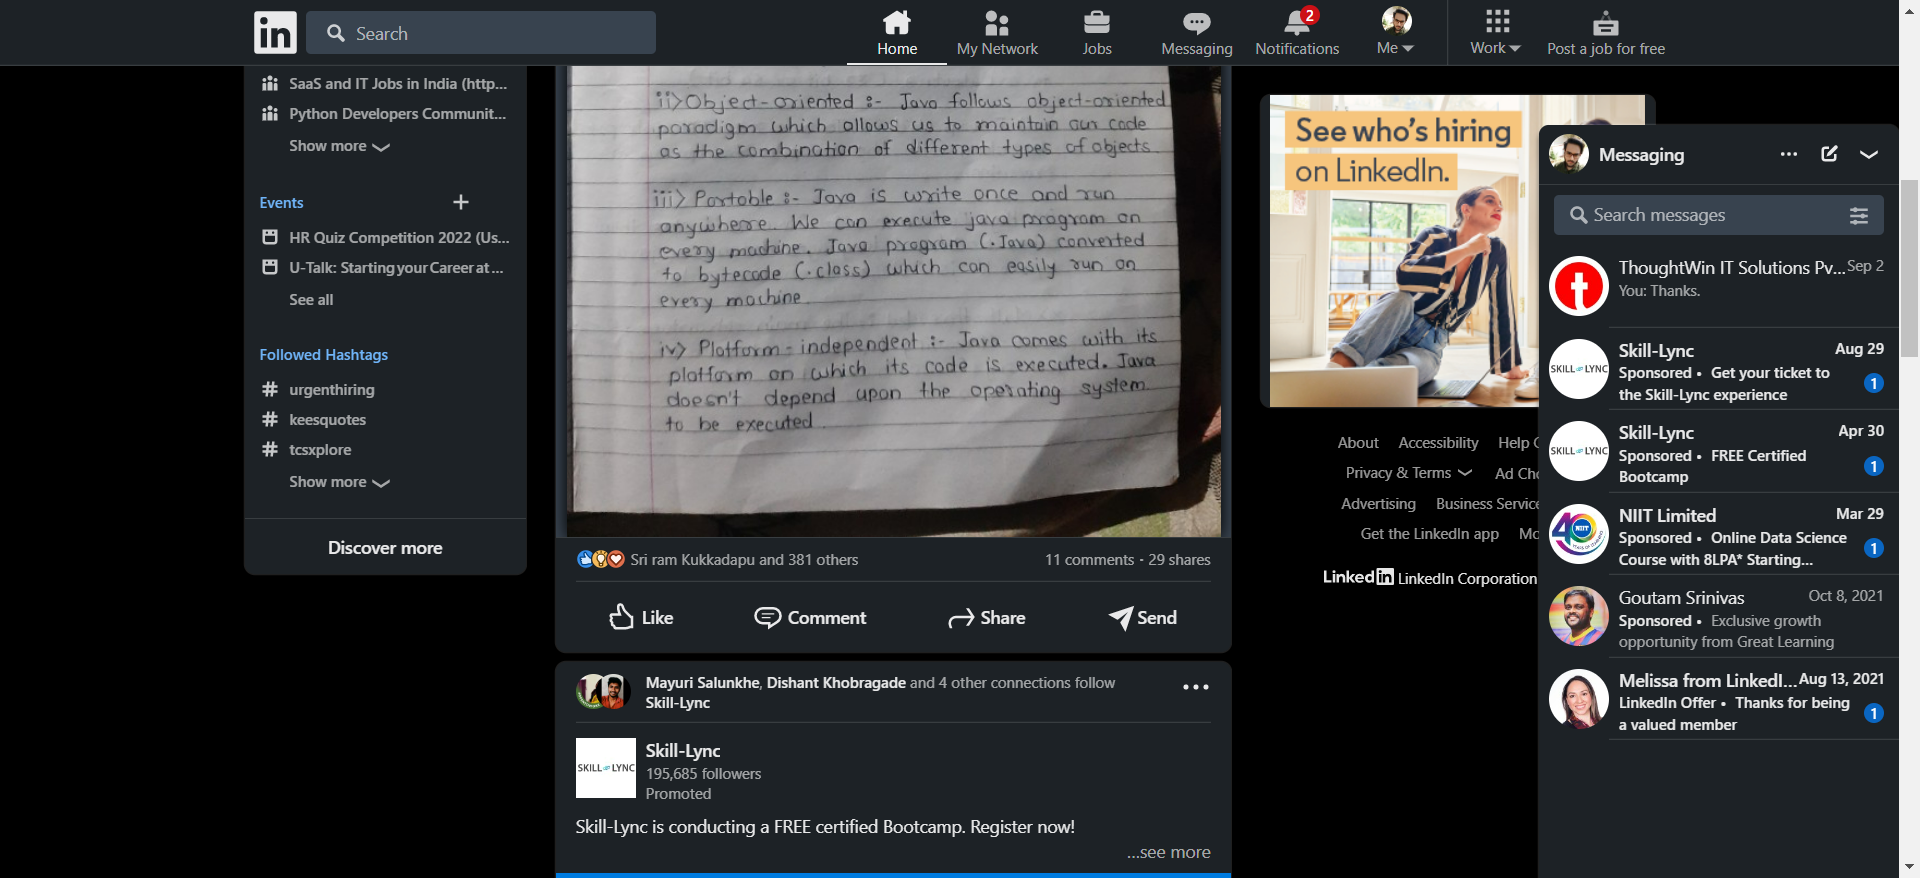 in
Search
Home
My Network
Jobs
Messaging
2
Notifications
Me
Work
Post a job for free
SaaS and IT Jobs in India (http...
Python Developers Communit...
Show more
Events
+
HR Quiz Competition 2022 (Us...
U-Talk: Starting your Career at ...
See all
Followed Hashtags
# urgenthiring
# keesquotes
# tcsxplore
Show more
Discover more
ii) Object-oriented :- Java follows object-oriented
paradigm which allows us to maintain our code
as the combination of different types of objects.
iii) Portable :- Java is write once and run
anywhere. We can execute java program on
every machine. Java program (.Java) converted
to bytecode (.class) which can easily run on
every machine.
iv) Platform-independent :- Java comes with its
platform on which its code is executed. Java
doesn't depend upon the operating system
to be executed.
Sri ram Kukkadapu and 381 others
11 comments • 29 shares
Like
Comment
Share
Send
Mayuri Salunkhe, Dishant Khobragade and 4 other connections follow
Skill-Lync
SKILL LYNC
Skill-Lync
195,685 followers
Promoted
Skill-Lync is conducting a FREE certified Bootcamp. Register now!
...see more
See who's hiring
on LinkedIn.
About Accessibility Help
Privacy & Terms Ad Cho
Advertising Business Service
Get the LinkedIn app Mo
LinkedIn LinkedIn Corporation
Messaging
Search messages
ThoughtWin IT Solutions Pv... Sep 2
You: Thanks.
SKILL LYNC
Skill-Lync Aug 29
Sponsored • Get your ticket to
the Skill-Lync experience
1
SKILL LYNC
Skill-Lync Apr 30
Sponsored • FREE Certified
Bootcamp
1
40
NIIT
NIIT Limited Mar 29
Sponsored • Online Data Science
Course with 8LPA* Starting...
1
Goutam Srinivas Oct 8, 2021
Sponsored • Exclusive growth
opportunity from Great Learning
Melissa from LinkedI... Aug 13, 2021
LinkedIn Offer • Thanks for being
a valued member
1